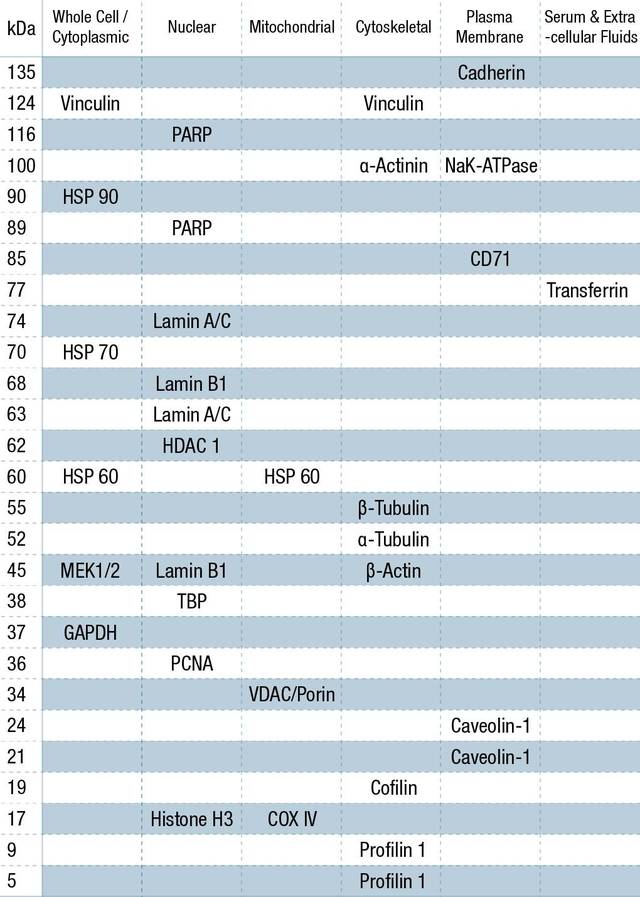 kDa Whole Cell / Cytoplasmic Nuclear Mitochondrial Cytoskeletal Plasma Membrane Serum & Extra -cellular Fluids
135 Cadherin
124 Vinculin Vinculin
116 PARP
100 α-Actinin NaK-ATPase
90 HSP 90
89 PARP
85 CD71
77 Transferrin
74 Lamin A/C
70 HSP 70
68 Lamin B1
63 Lamin A/C
62 HDAC 1
60 HSP 60 HSP 60
55 β-Tubulin
52 α-Tubulin
45 MEK1/2 Lamin B1 β-Actin
38 TBP
37 GAPDH
36 PCNA
34 VDAC/Porin
24 Caveolin-1
21 Caveolin-1
19 Cofilin
17 Histone H3 COX IV
9 Profilin 1
5 Profilin 1